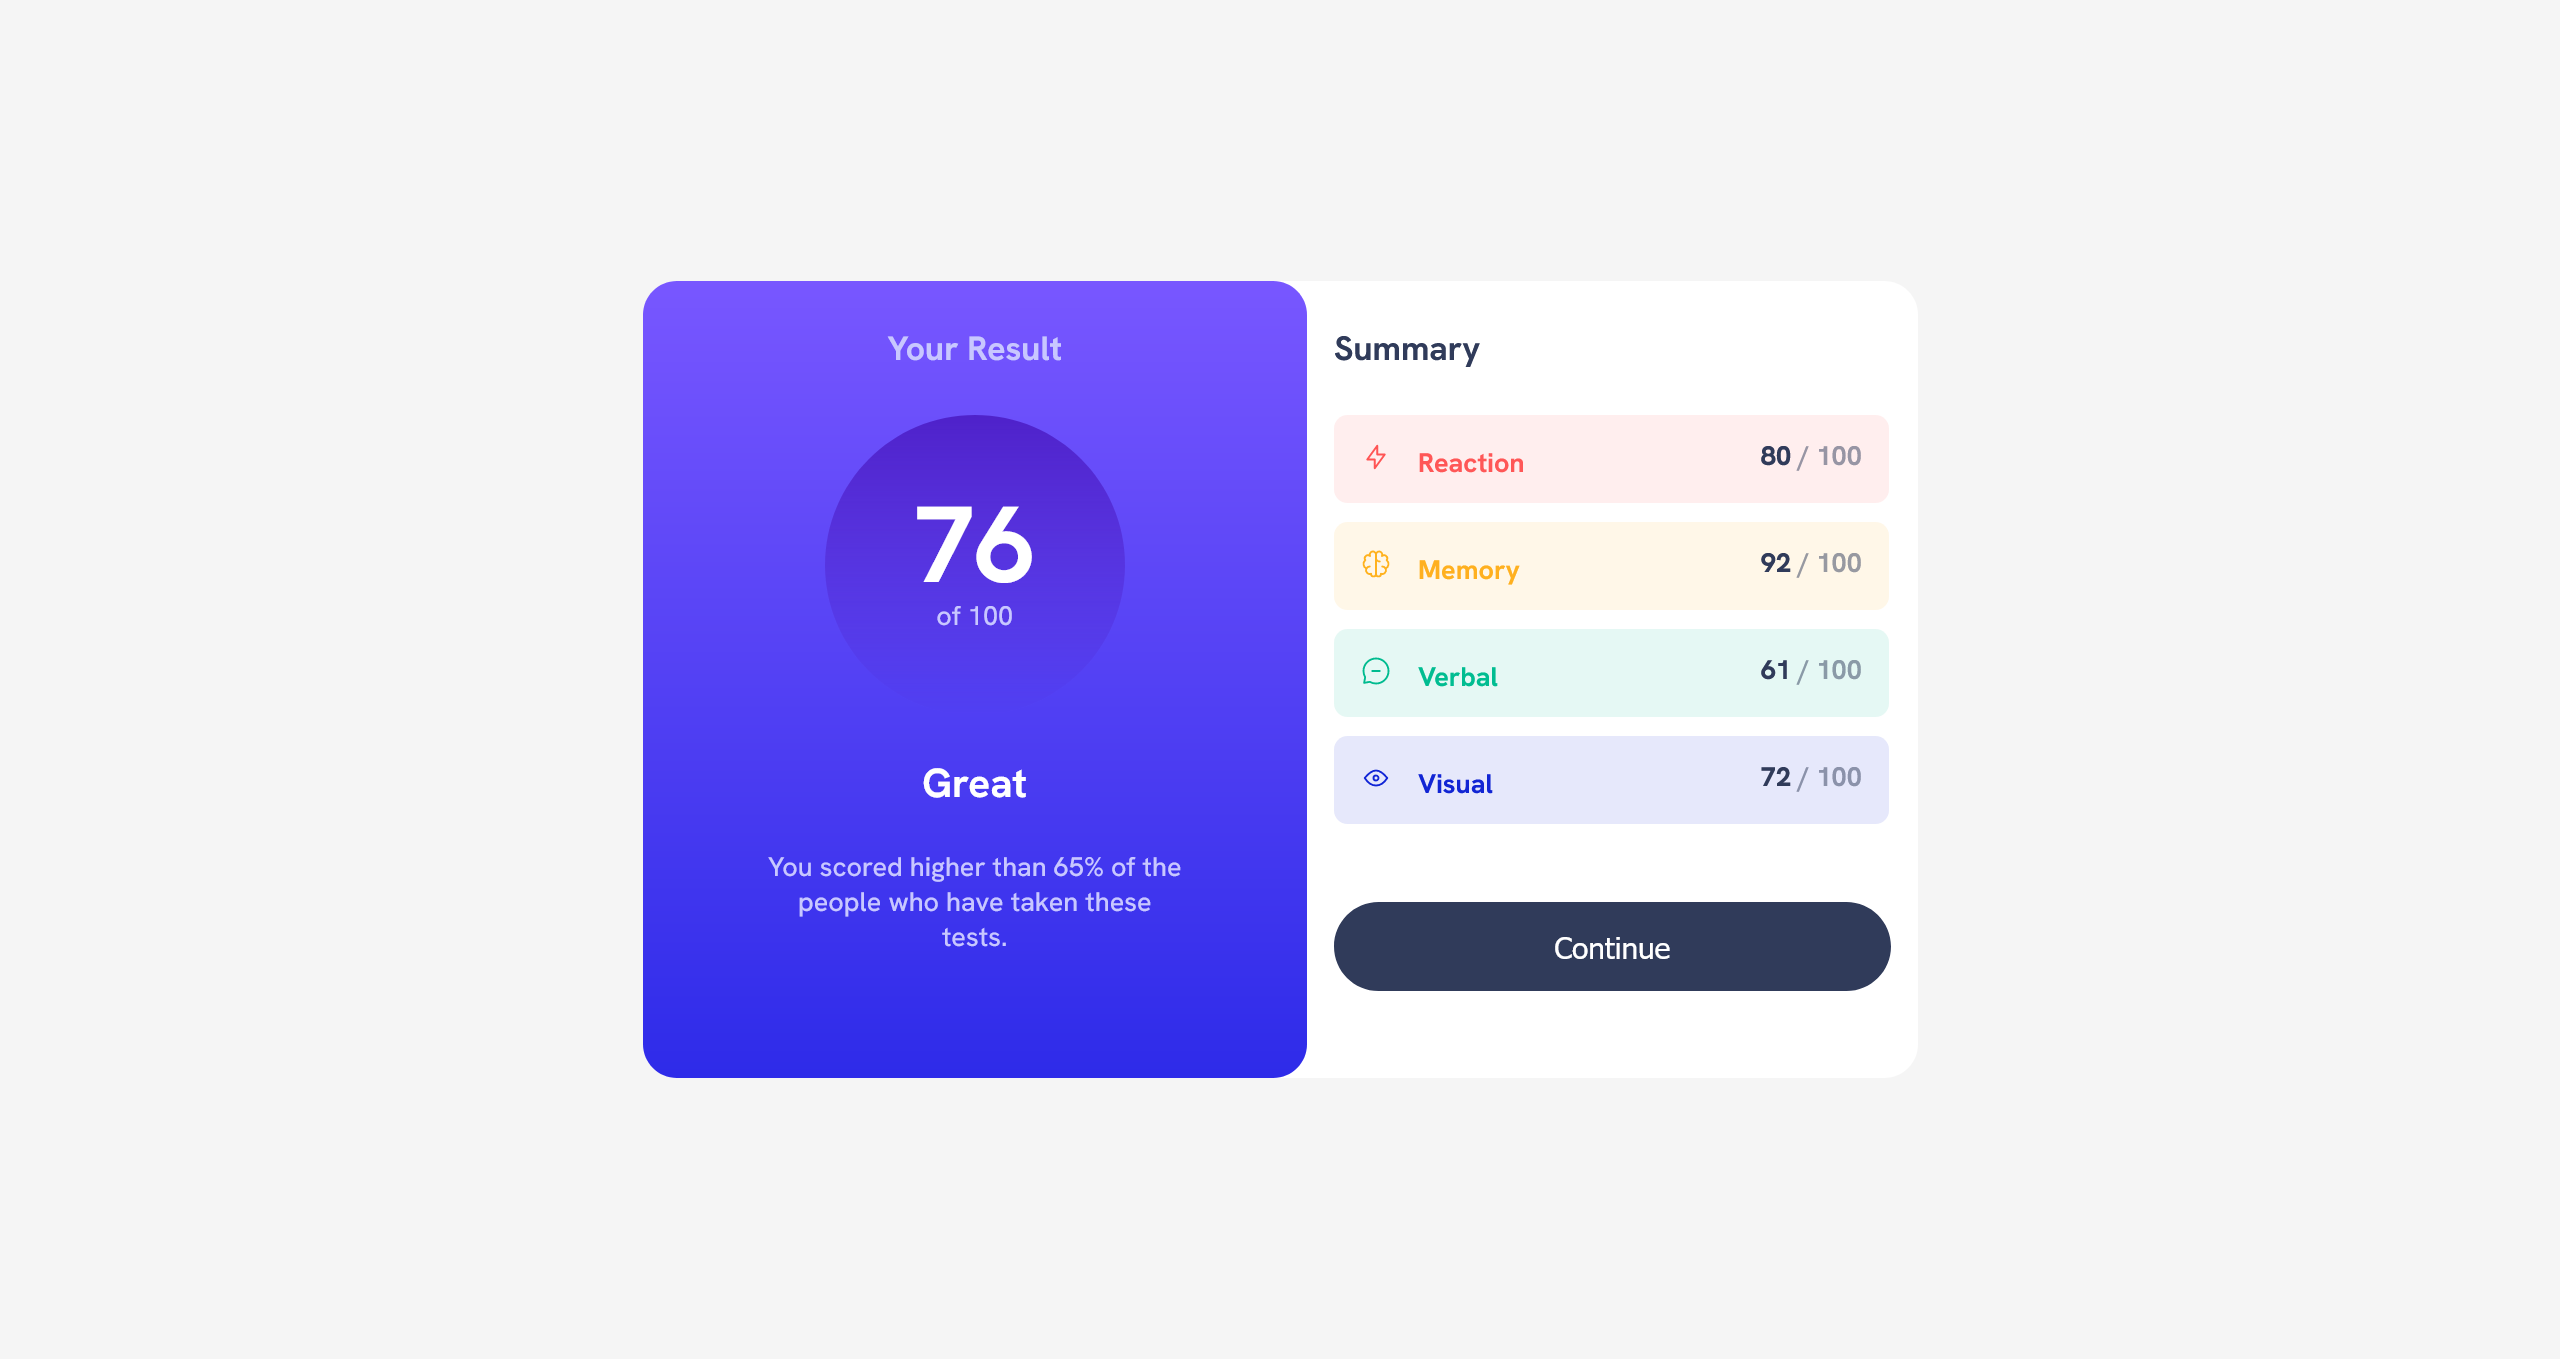 Your Result
76
of 100
Great
You scored higher than 65% of the
people who have taken these
tests.
Summary
Reaction 80 / 100
Memory 92 / 100
Verbal 61 / 100
Visual 72 / 100
Continue